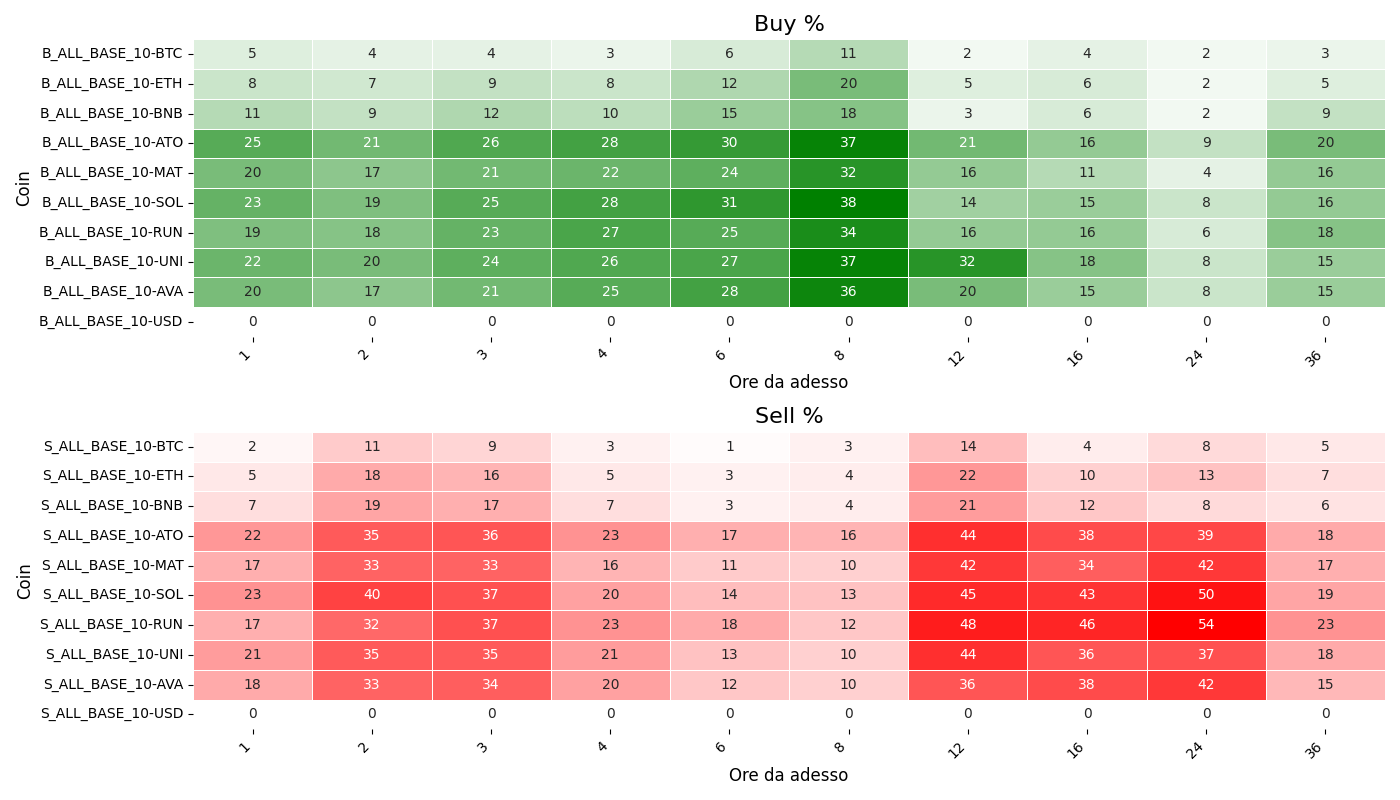 Buy %
Coin
B_ALL_BASE_10-BTC 5 4 4 3 6 11 2 4 2 3
B_ALL_BASE_10-ETH 8 7 9 8 12 20 5 6 2 5
B_ALL_BASE_10-BNB 11 9 12 10 15 18 3 6 2 9
B_ALL_BASE_10-ATO 25 21 26 28 30 37 21 16 9 20
B_ALL_BASE_10-MAT 20 17 21 22 24 32 16 11 4 16
B_ALL_BASE_10-SOL 23 19 25 28 31 38 14 15 8 16
B_ALL_BASE_10-RUN 19 18 23 27 25 34 16 16 6 18
B_ALL_BASE_10-UNI 22 20 24 26 27 37 32 18 8 15
B_ALL_BASE_10-AVA 20 17 21 25 28 36 20 15 8 15
B_ALL_BASE_10-USD 0 0 0 0 0 0 0 0 0 0
1 2 3 4 6 8 12 16 24 36
Ore da adesso
Sell %
Coin
S_ALL_BASE_10-BTC 2 11 9 3 1 3 14 4 8 5
S_ALL_BASE_10-ETH 5 18 16 5 3 4 22 10 13 7
S_ALL_BASE_10-BNB 7 19 17 7 3 4 21 12 8 6
S_ALL_BASE_10-ATO 22 35 36 23 17 16 44 38 39 18
S_ALL_BASE_10-MAT 17 33 33 16 11 10 42 34 42 17
S_ALL_BASE_10-SOL 23 40 37 20 14 13 45 43 50 19
S_ALL_BASE_10-RUN 17 32 37 23 18 12 48 46 54 23
S_ALL_BASE_10-UNI 21 35 35 21 13 10 44 36 37 18
S_ALL_BASE_10-AVA 18 33 34 20 12 10 36 38 42 15
S_ALL_BASE_10-USD 0 0 0 0 0 0 0 0 0 0
1 2 3 4 6 8 12 16 24 36
Ore da adesso